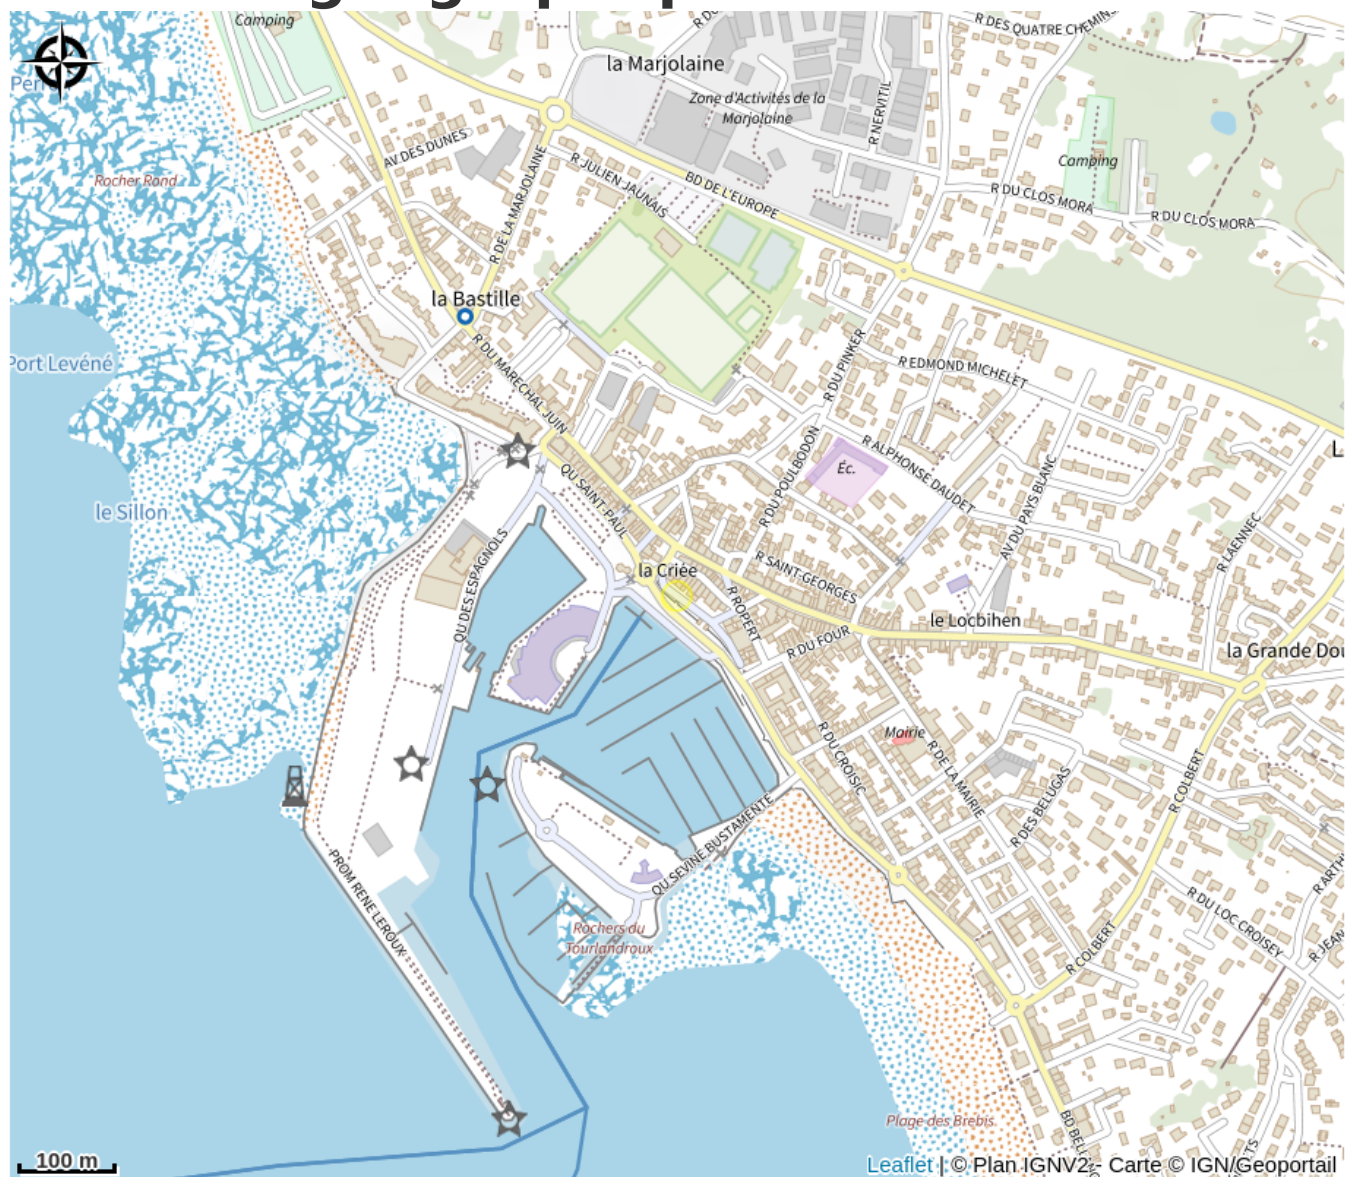 Camping
R DES QUATRE CHEMINS
la Marjolaine
Zone d'Activités de la
Marjolaine
R NERVITIL
AV DES DUNES
R JULIEN JAUNAIS
BD DE L'EUROPE
Camping
R DU CLOS MORA
R DU CLOS MORA
Rocher Rond
R DE LA MARJOLAINE
la Bastille
Port Lévéné
R DU MARECHAL JUIN
R DU PINKER
R EDMOND MICHELET
le Sillon
QU SAINT-PAUL
R DU POULBODON
Éc.
R ALPHONSE DAUDET
AV DU PAYS BLANC
R LAENNEC
QU DES ESPAGNOLS
la Criée
R SAINT-GEORGES
R ROPERT
R DU FOUR
le Locbihen
la Grande Dou
R DU CROISIC
Mairie
R DE LA MAIRIE
R DES BELUGAS
R COLBERT
PROM RENE LEROUX
QU SEVINE BUSTAMENTE
R DU LOC CROISEY
R ARTH
R JEAN
Rochers du
Tourlandroux
R COLBERT
Plage des Brebis
100 m
Leaflet | © Plan IGNV2 - Carte © IGN/Geoportail